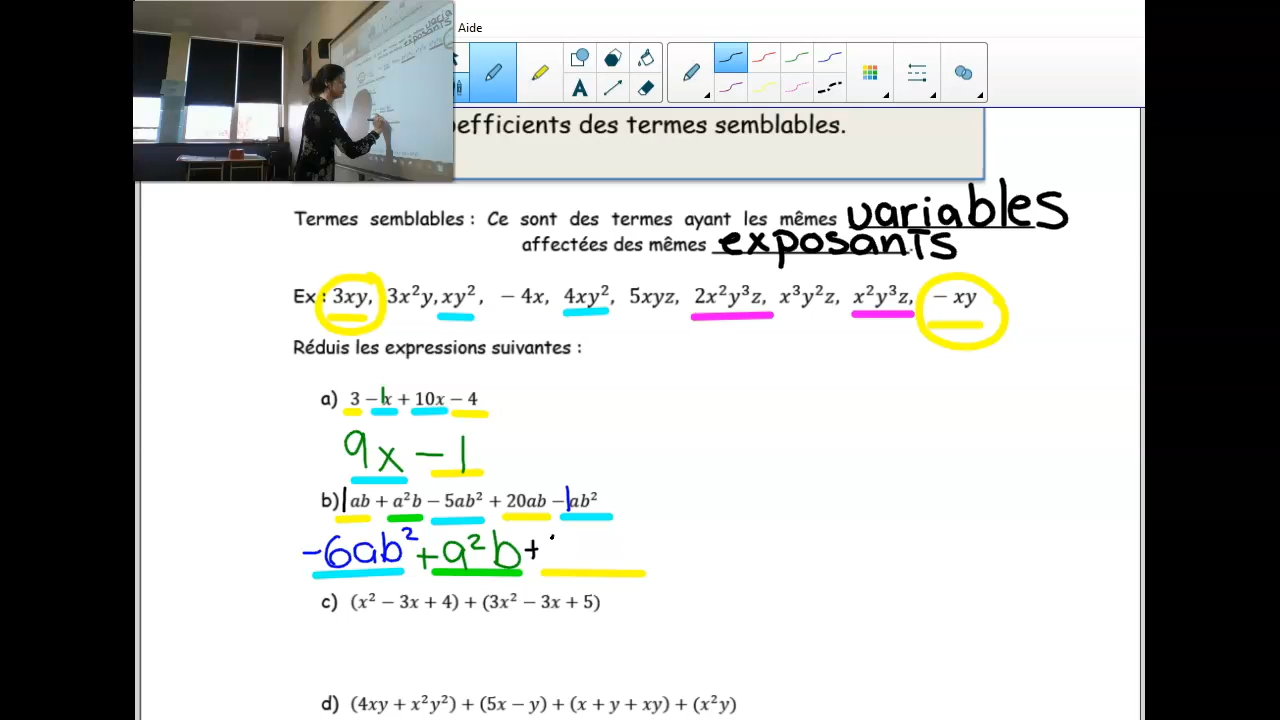 Aide
efficients des termes semblables.
Termes semblables : Ce sont des termes ayant les mêmes variables
affectées des mêmes exposants
Ex : 3xy, 3x²y, xy², − 4x, 4xy², 5xyz, 2x²y³z, x³y²z, x²y³z, − xy
Réduis les expressions suivantes :
a) 3 − 1x + 10x − 4
9x − 1
b) 1ab + a²b − 5ab² + 20ab − 1ab²
-6ab² + a²b +
c) (x² − 3x + 4) + (3x² − 3x + 5)
d) (4xy + x²y²) + (5x − y) + (x + y + xy) + (x²y)